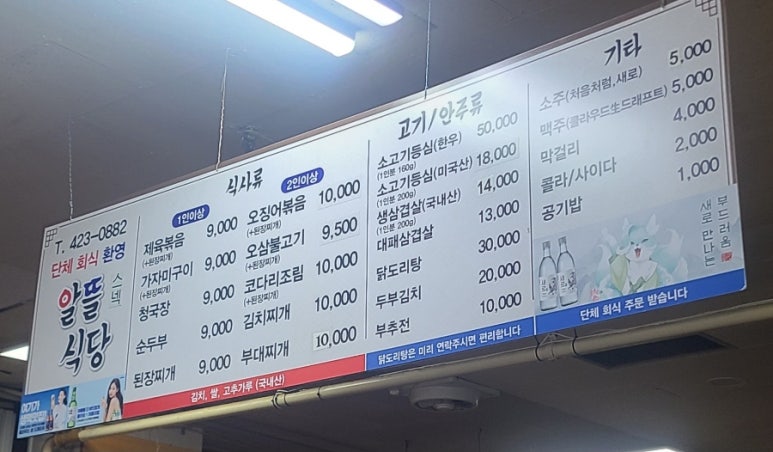 T. 423-0882
단체 회식 환영
알뜰 스넥
식당
식사류
1인이상
제육볶음 9,000
(+된장찌개)
가자미구이 9,000
(+된장찌개)
청국장 9,000
순두부 9,000
된장찌개 9,000
2인이상
오징어볶음 10,000
(+된장찌개)
오삼불고기 9,500
(+된장찌개)
코다리조림 10,000
(+된장찌개)
김치찌개 10,000
부대찌개 10,000
김치, 쌀, 고추가루 (국내산)
고기/안주류
소고기등심(한우) 50,000
(1인분 160g)
소고기등심(미국산) 18,000
(1인분 200g)
생삼겹살(국내산) 14,000
(1인분 200g)
대패삼겹살 13,000
닭도리탕 30,000
두부김치 20,000
부추전 10,000
닭도리탕은 미리 연락주시면 편리합니다
기타
소주(처음처럼,새로) 5,000
맥주(클라우드生드래프트) 5,000
막걸리 4,000
콜라/사이다 2,000
공기밥 1,000
부드러움
새로 만나는
단체 회식 주문 받습니다